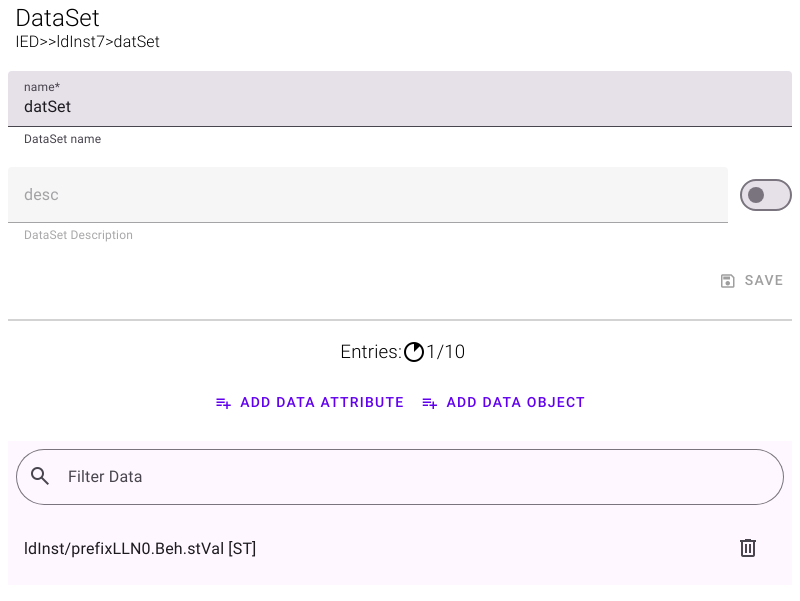 DataSet
IED>>ldInst7>datSet
name*
datSet
DataSet name
desc
DataSet Description
SAVE
Entries: 1/10
ADD DATA ATTRIBUTE ADD DATA OBJECT
Filter Data
ldInst/prefixLLN0.Beh.stVal [ST]